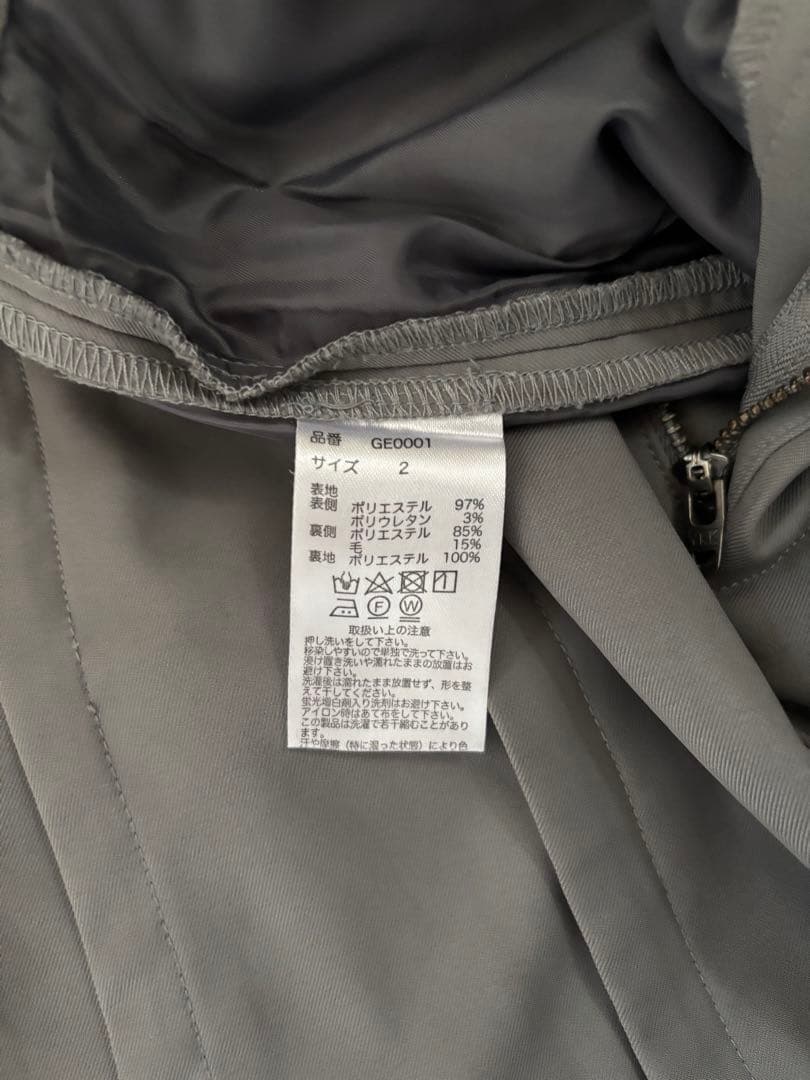 品番 GE0001
サイズ 2
表地
表側 ポリエステル 97%
ポリウレタン 3%
裏側 ポリエステル 85%
毛 15%
裏地 ポリエステル 100%
F W
取扱い上の注意
押し洗いをして下さい。
移染しやすいので単独で洗って下さい。
浸け置き洗いや濡れたままの放置はお
避け下さい。
洗濯後は濡れたまま放置せず、形を整
えて干してください。
蛍光増白剤入り洗剤はお避け下さい。
アイロン時はあて布をして下さい。
この製品は洗濯で若干縮むことがあり
ます。
汗や摩擦（特に湿った状態）により色